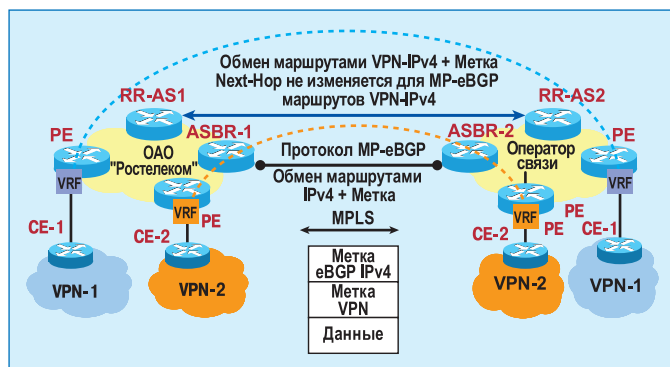 Обмен маршрутами VPN-IPv4 + Метка
Next-Hop не изменяется для MP-eBGP
маршрутов VPN-IPv4
RR-AS1
RR-AS2
PE
ASBR-1
ASBR-2
PE
ОАО
"Ростелеком"
Протокол MP-eBGP
Оператор
связи
VRF
Обмен маршрутами
IPv4 + Метка
VRF
VRF
PE
MPLS
VRF
PE
PE
CE-1
CE-2
CE-2
CE-1
Метка
eBGP IPv4
Метка
VPN
Данные
VPN-1
VPN-2
VPN-2
VPN-1